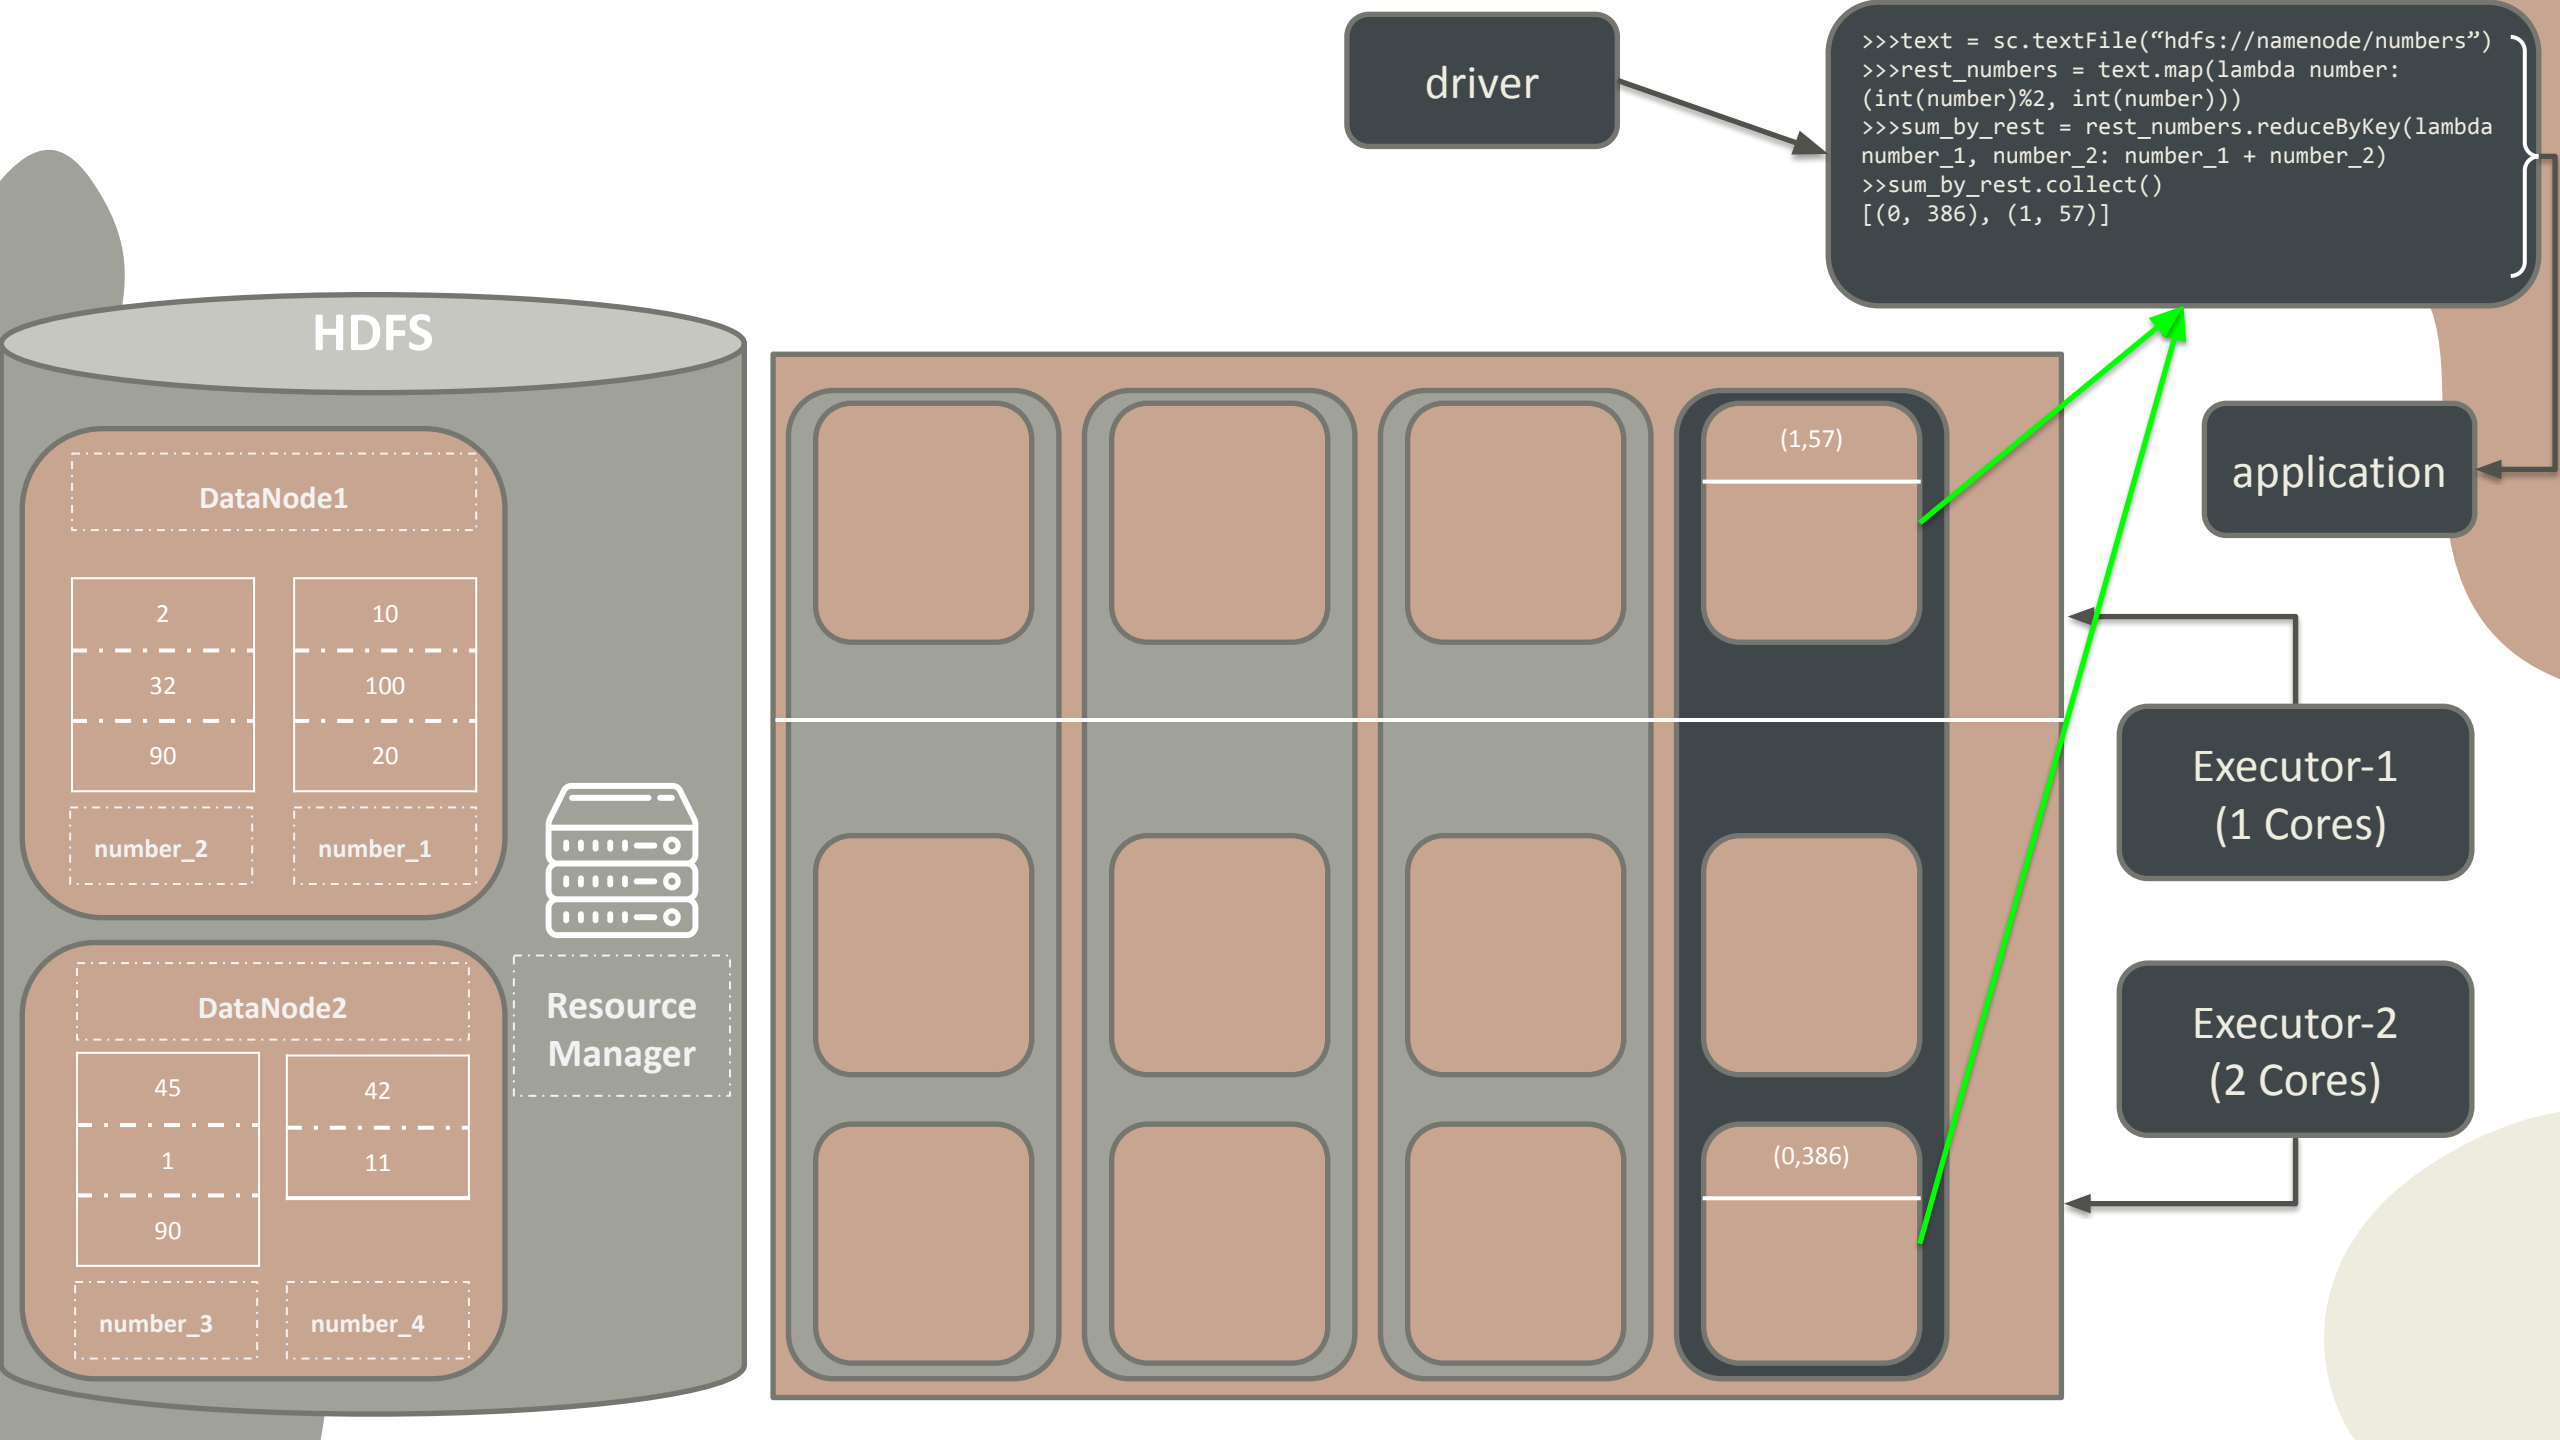 driver
>>>text = sc.textFile(“hdfs://namenode/numbers”)
>>>rest_numbers = text.map(lambda number:
(int(number)%2, int(number)))
>>>sum_by_rest = rest_numbers.reduceByKey(lambda
number_1, number_2: number_1 + number_2)
>>sum_by_rest.collect()
[(0, 386), (1, 57)]
application
HDFS
DataNode1
2
32
90
number_2
10
100
20
number_1
DataNode2
45
1
90
number_3
42
11
number_4
Resource
Manager
(1,57)
(0,386)
Executor-1
(1 Cores)
Executor-2
(2 Cores)